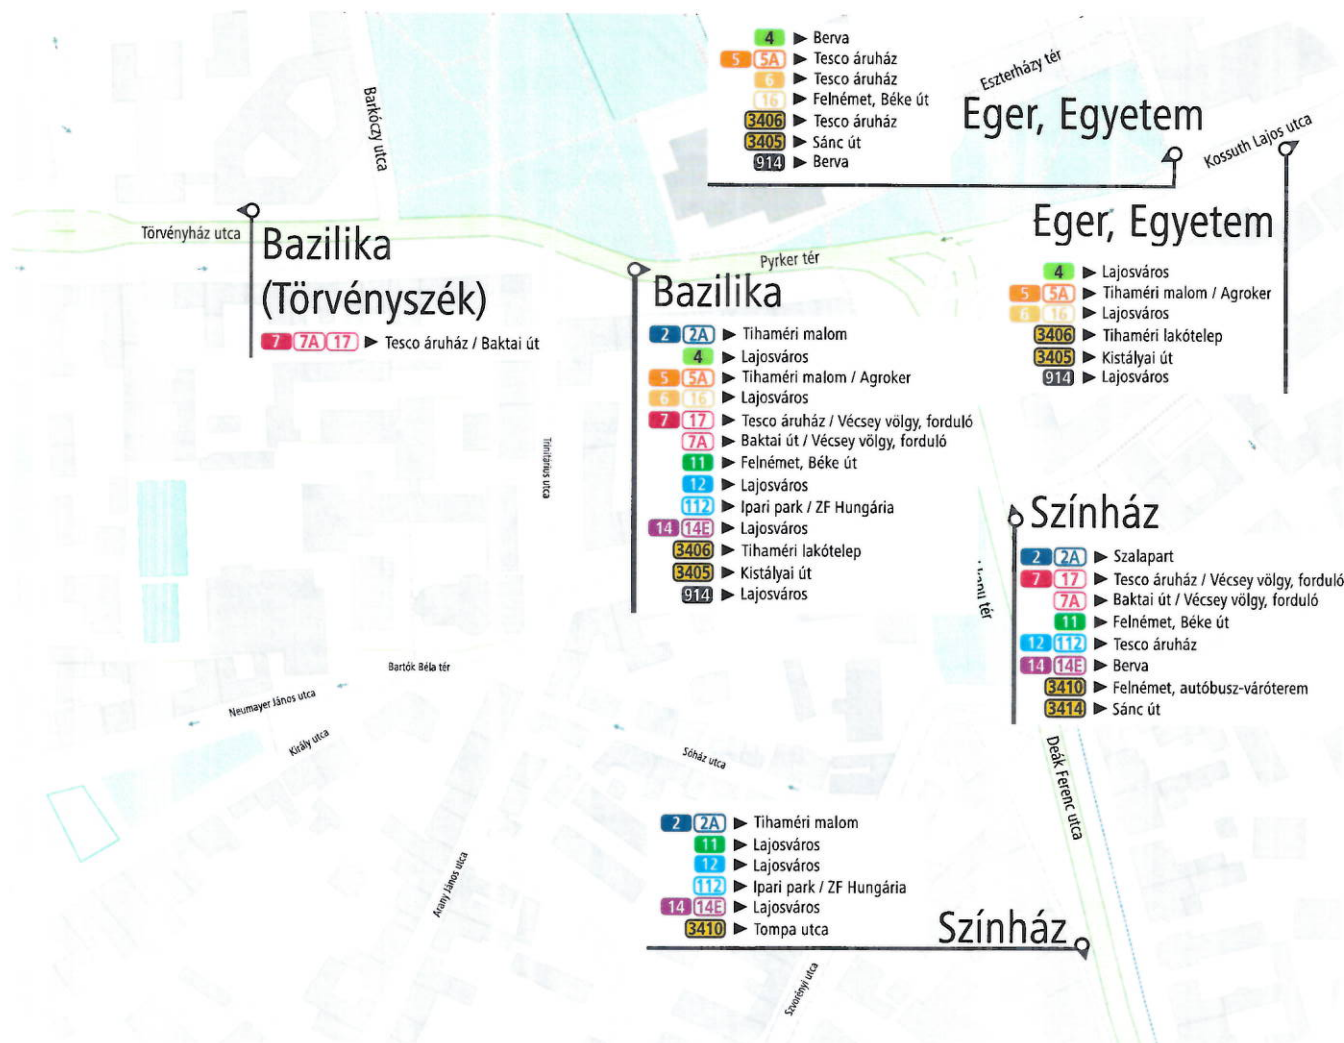 4 ► Berva
5 5A ► Tesco áruház
6 ► Tesco áruház
16 ► Felnémet, Béke út
3406 ► Tesco áruház
3405 ► Sánc út
914 ► Berva
Eger, Egyetem
Eszterházy tér
Kossuth Lajos utca
Barkóczy utca
Törvényház utca
Bazilika
(Törvényszék)
7 7A 17 ► Tesco áruház / Baktai út
Pyrker tér
Bazilika
2 2A ► Tihaméri malom
4 ► Lajosváros
5 5A ► Tihaméri malom / Agroker
6 16 ► Lajosváros
7 17 ► Tesco áruház / Vécsey völgy, forduló
7A ► Baktai út / Vécsey völgy, forduló
11 ► Felnémet, Béke út
12 ► Lajosváros
112 ► Ipari park / ZF Hungária
14 14E ► Lajosváros
3406 ► Tihaméri lakótelep
3405 ► Kistályai út
914 ► Lajosváros
Eger, Egyetem
4 ► Lajosváros
5 5A ► Tihaméri malom / Agroker
6 16 ► Lajosváros
3406 ► Tihaméri lakótelep
3405 ► Kistályai út
914 ► Lajosváros
Trinitárius utca
Színház
2 2A ► Szalapart
7 17 ► Tesco áruház / Vécsey völgy, forduló
7A ► Baktai út / Vécsey völgy, forduló
11 ► Felnémet, Béke út
12 112 ► Tesco áruház
14 14E ► Berva
3410 ► Felnémet, autóbusz-váróterem
3414 ► Sánc út
tér
Bartók Béla tér
Neumayer János utca
Király utca
Sóház utca
Deák Ferenc utca
Arany János utca
2 2A ► Tihaméri malom
11 ► Lajosváros
12 ► Lajosváros
112 ► Ipari park / ZF Hungária
14 14E ► Lajosváros
3410 ► Tompa utca
Színház
Szvorényi utca